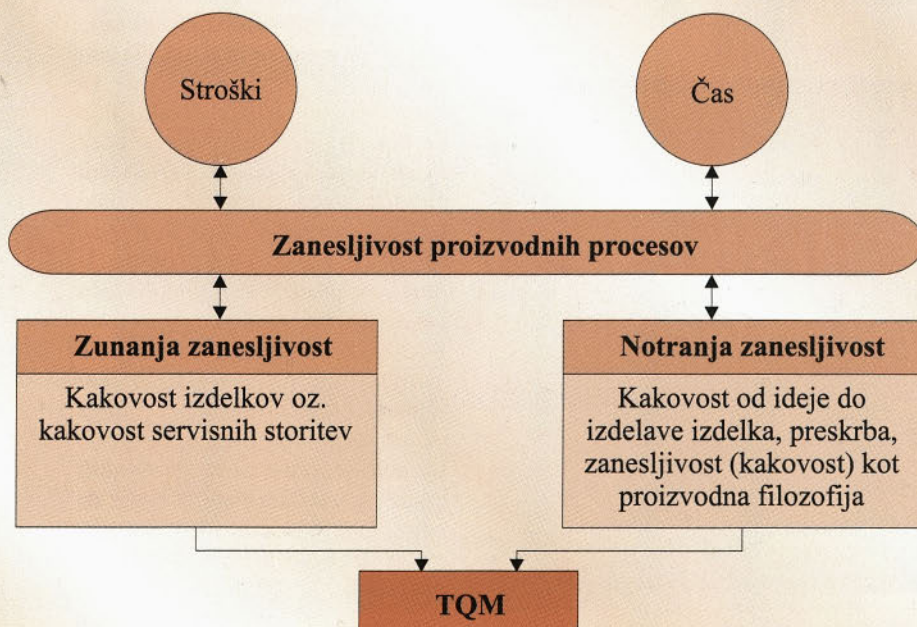 Stroški
Čas
Zanesljivost proizvodnih procesov
Zunanja zanesljivost
Kakovost izdelkov oz.
kakovost servisnih storitev
Notranja zanesljivost
Kakovost od ideje do
izdelave izdelka, preskrba,
zanesljivost (kakovost) kot
proizvodna filozofija
TQM